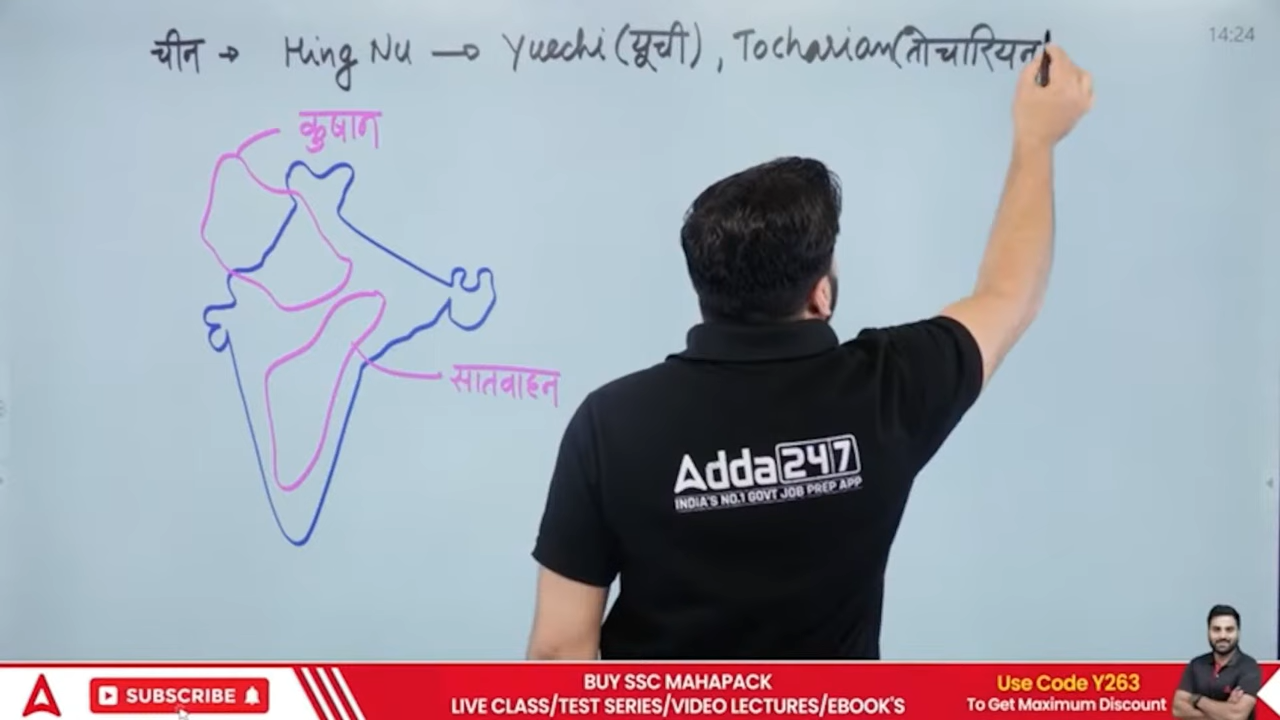 14:24
चीन → Hing Nu → Yuechi (यूची), Tocharian (तोचारियन)
कुषान
सातवाहन
Adda247
INDIA'S NO.1 GOVT JOB PREP APP
SUBSCRIBE
BUY SSC MAHAPACK
LIVE CLASS/TEST SERIES/VIDEO LECTURES/EBOOK'S
Use Code Y263
To Get Maximum Discount